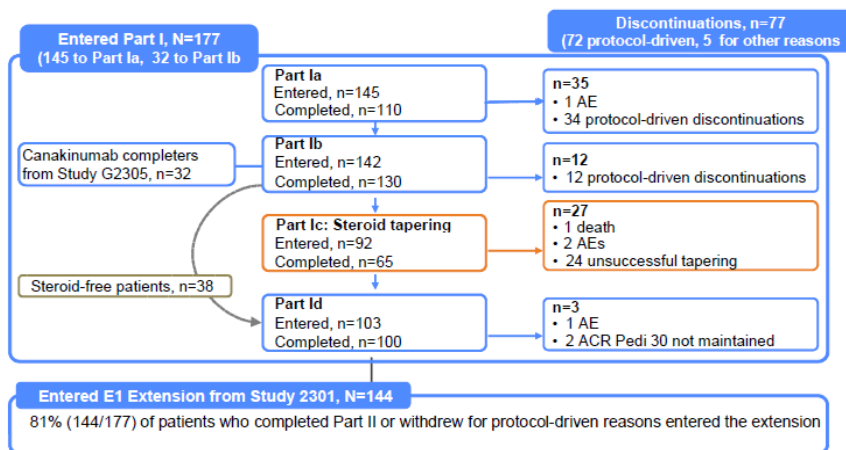 Entered Part I, N=177
(145 to Part Ia, 32 to Part Ib
Discontinuations, n=77
(72 protocol-driven, 5 for other reasons
Part Ia
Entered, n=145
Completed, n=110
n=35
• 1 AE
• 34 protocol-driven discontinuations
Canakinumab completers
from Study G2305, n=32
Part Ib
Entered, n=142
Completed, n=130
n=12
• 12 protocol-driven discontinuations
Part Ic: Steroid tapering
Entered, n=92
Completed, n=65
n=27
• 1 death
• 2 AEs
• 24 unsuccessful tapering
Steroid-free patients, n=38
Part Id
Entered, n=103
Completed, n=100
n=3
• 1 AE
• 2 ACR Pedi 30 not maintained
Entered E1 Extension from Study 2301, N=144
81% (144/177) of patients who completed Part II or withdrew for protocol-driven reasons entered the extension